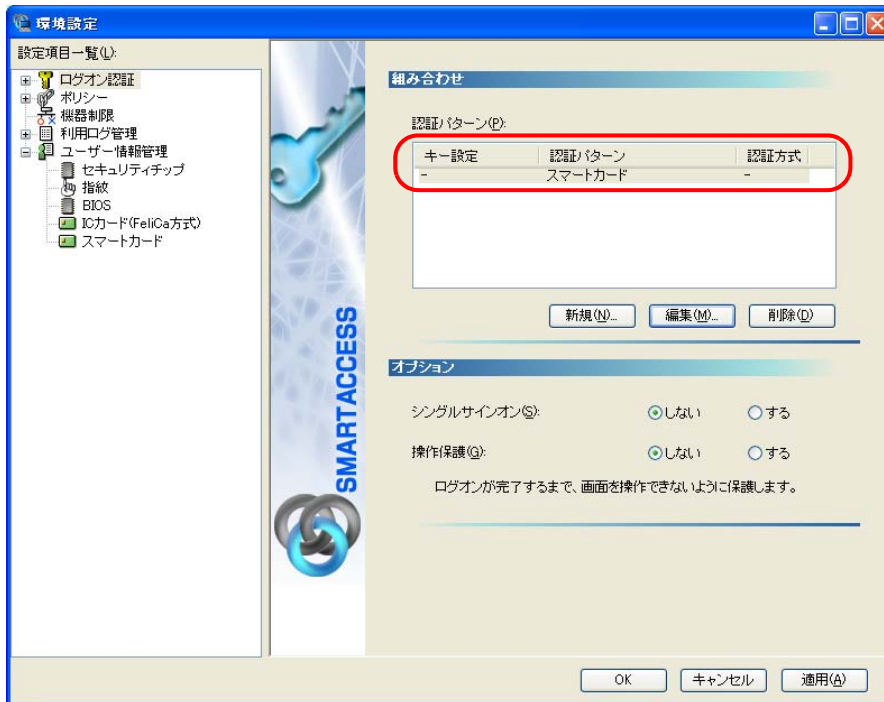 環境設定
設定項目一覧(L):
ログオン認証
ポリシー
機器制限
利用ログ管理
ユーザー情報管理
セキュリティチップ
指紋
BIOS
ICカード(FeliCa方式)
スマートカード
SMARTACCESS
組み合わせ
認証パターン(P):
キー設定 認証パターン 認証方式
- スマートカード -
新規(N)... 編集(M)... 削除(D)
オプション
シングルサインオン(S): しない する
操作保護(G): しない する
ログオンが完了するまで、画面を操作できないように保護します。
OK キャンセル 適用(A)